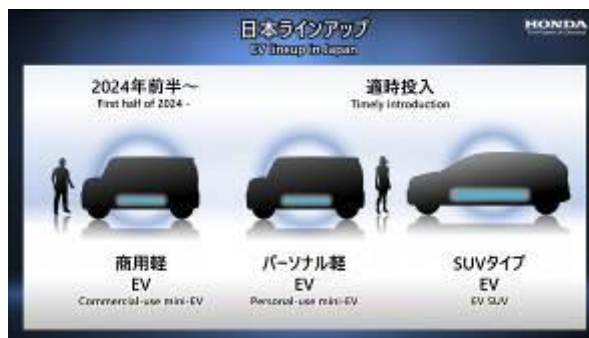 日本ラインアップ
EV lineup in Japan
HONDA
2024年前半～
First half of 2024 -
適時投入
Timely introduction
商用軽
EV
Commercial-use mini-EV
パーソナル軽
EV
Personal-use mini-EV
SUVタイプ
EV
EV SUV